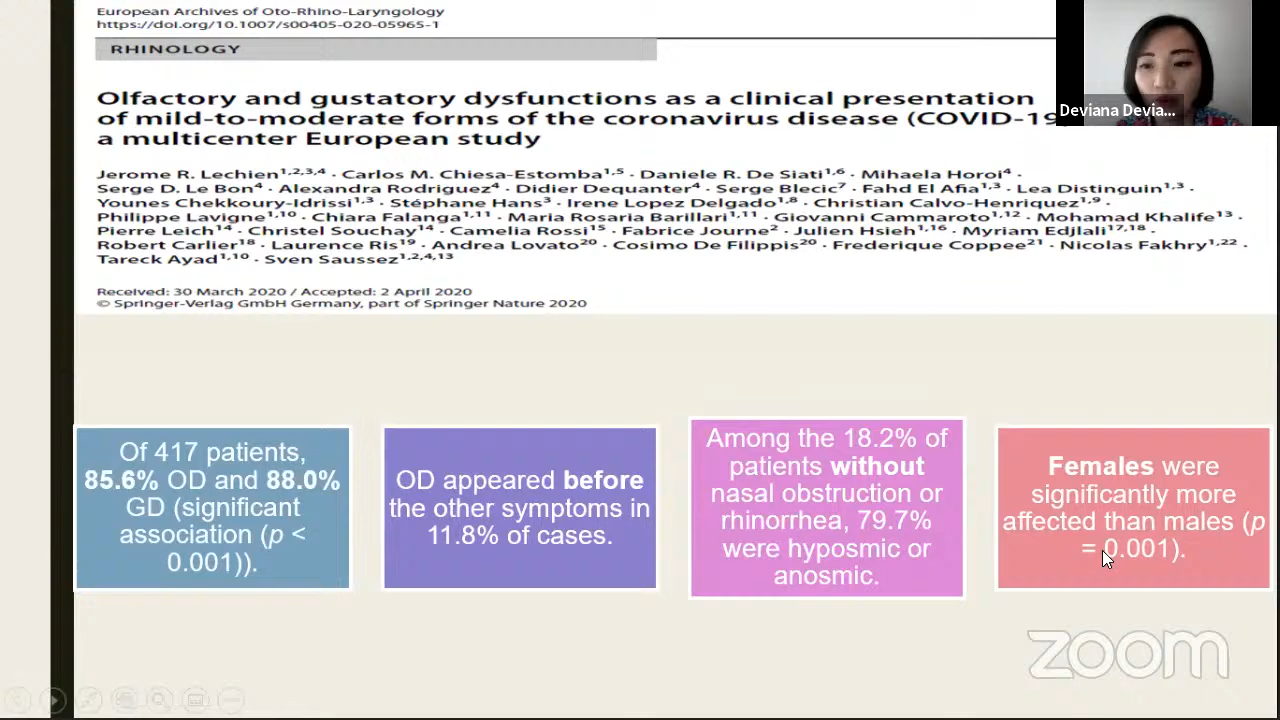 European Archives of Oto-Rhino-Laryngology
https://doi.org/10.1007/s00405-020-05965-1
RHINOLOGY
Olfactory and gustatory dysfunctions as a clinical presentation
of mild-to-moderate forms of the coronavirus disease (COVID-19
a multicenter European study
Deviana Devia...
Jerome R. Lechien1,2,3,4 · Carlos M. Chiesa-Estomba1,5 · Daniele R. De Siati1,6 · Mihaela Horoi4 ·
Serge D. Le Bon4 · Alexandra Rodriguez4 · Didier Dequanter4 · Serge Blecic7 · Fahd El Afia1,3 · Lea Distinguin1,3 ·
Younes Chekkoury-Idrissi1,3 · Stéphane Hans3 · Irene Lopez Delgado1,8 · Christian Calvo-Henriquez1,9 ·
Philippe Lavigne1,10 · Chiara Falanga1,11 · Maria Rosaria Barillari1,11 · Giovanni Cammaroto1,12 · Mohamad Khalife13 ·
Pierre Leich14 · Christel Souchay14 · Camelia Rossi15 · Fabrice Journe2 · Julien Hsieh1,16 · Myriam Edjlali17,18 ·
Robert Carlier18 · Laurence Ris19 · Andrea Lovato20 · Cosimo De Filippis20 · Frederique Coppee21 · Nicolas Fakhry1,22 ·
Tareck Ayad1,10 · Sven Saussez1,2,4,13
Received: 30 March 2020 / Accepted: 2 April 2020
© Springer-Verlag GmbH Germany, part of Springer Nature 2020
Of 417 patients,
85.6% OD and 88.0%
GD (significant
association (p <
0.001)).
OD appeared before
the other symptoms in
11.8% of cases.
Among the 18.2% of
patients without
nasal obstruction or
rhinorrhea, 79.7%
were hyposmic or
anosmic.
Females were
significantly more
affected than males (p
= 0.001).
zoom